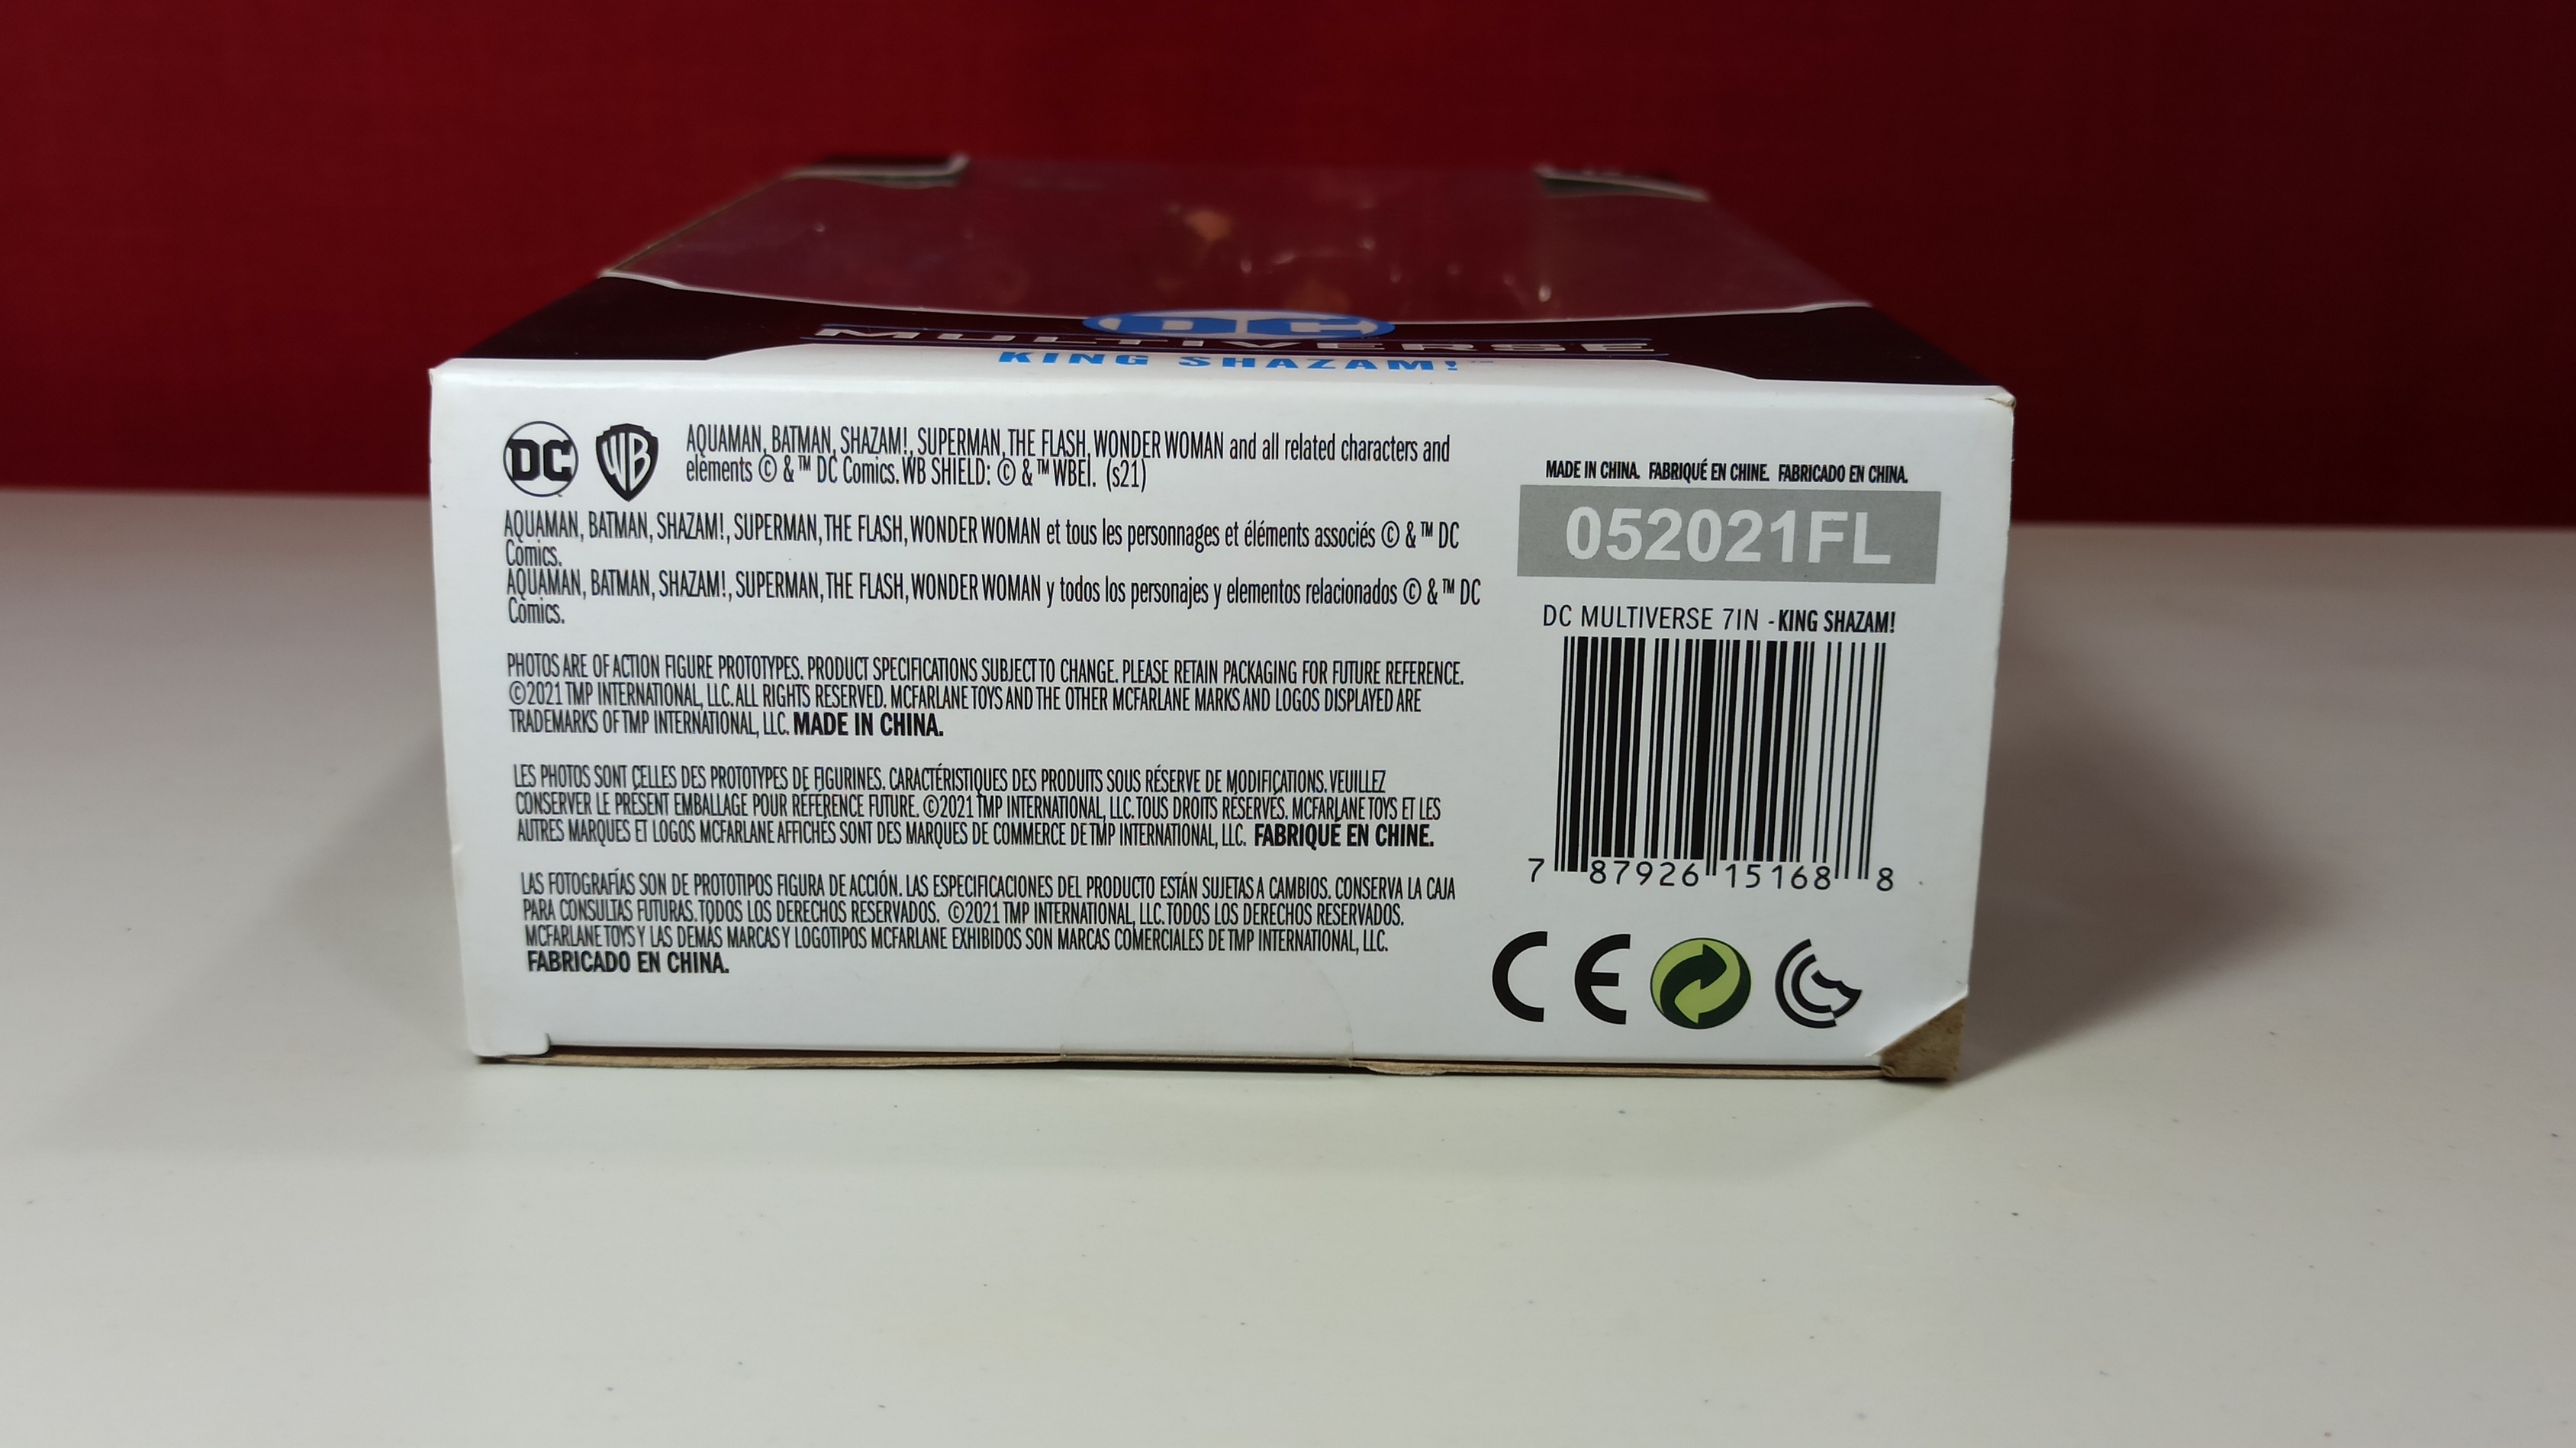 DC
MULTIVERSE
KING SHAZAM!™
DC WB AQUAMAN, BATMAN, SHAZAM!, SUPERMAN, THE FLASH, WONDER WOMAN and all related characters and
elements © & ™ DC Comics. WB SHIELD: © & ™ WBEI. (s21)
AQUAMAN, BATMAN, SHAZAM!, SUPERMAN, THE FLASH, WONDER WOMAN et tous les personnages et éléments associés © & ™ DC
Comics.
AQUAMAN, BATMAN, SHAZAM!, SUPERMAN, THE FLASH, WONDER WOMAN y todos los personajes y elementos relacionados © & ™ DC
Comics.
PHOTOS ARE OF ACTION FIGURE PROTOTYPES. PRODUCT SPECIFICATIONS SUBJECT TO CHANGE. PLEASE RETAIN PACKAGING FOR FUTURE REFERENCE.
©2021 TMP INTERNATIONAL, LLC. ALL RIGHTS RESERVED. MCFARLANE TOYS AND THE OTHER MCFARLANE MARKS AND LOGOS DISPLAYED ARE
TRADEMARKS OF TMP INTERNATIONAL, LLC. MADE IN CHINA.
LES PHOTOS SONT CELLES DES PROTOTYPES DE FIGURINES. CARACTÉRISTIQUES DES PRODUITS SOUS RÉSERVE DE MODIFICATIONS. VEUILLEZ
CONSERVER LE PRÉSENT EMBALLAGE POUR RÉFÉRENCE FUTURE. ©2021 TMP INTERNATIONAL, LLC. TOUS DROITS RÉSERVÉS. MCFARLANE TOYS ET LES
AUTRES MARQUES ET LOGOS MCFARLANE AFFICHÉS SONT DES MARQUES DE COMMERCE DE TMP INTERNATIONAL, LLC. FABRIQUÉ EN CHINE.
LAS FOTOGRAFÍAS SON DE PROTOTIPOS FIGURA DE ACCIÓN. LAS ESPECIFICACIONES DEL PRODUCTO ESTÁN SUJETAS A CAMBIOS. CONSERVA LA CAJA
PARA CONSULTAS FUTURAS. TODOS LOS DERECHOS RESERVADOS. ©2021 TMP INTERNATIONAL, LLC. TODOS LOS DERECHOS RESERVADOS.
MCFARLANE TOYS Y LAS DEMÁS MARCAS Y LOGOTIPOS MCFARLANE EXHIBIDOS SON MARCAS COMERCIALES DE TMP INTERNATIONAL, LLC.
FABRICADO EN CHINA.
MADE IN CHINA. FABRIQUÉ EN CHINE. FABRICADO EN CHINA.
052021FL
DC MULTIVERSE 7IN - KING SHAZAM!
7 87926 15168 8
CE